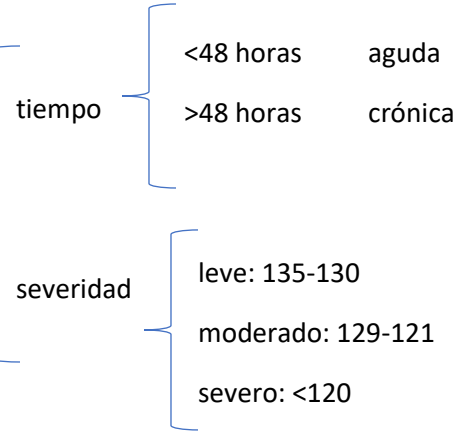 tiempo
<48 horas aguda
>48 horas crónica
severidad
leve: 135-130
moderado: 129-121
severo: <120